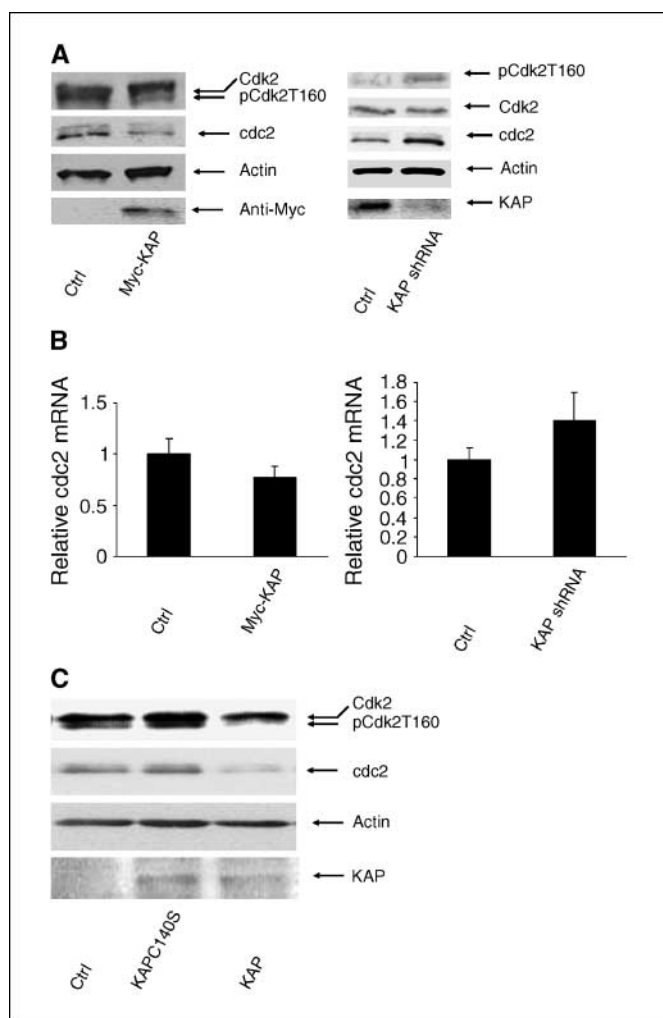 A
Cdk2
pCdk2T160
cdc2
Actin
Anti-Myc
Ctrl
Myc-KAP
pCdk2T160
Cdk2
cdc2
Actin
KAP
Ctrl
KAP shRNA
B
Relative cdc2 mRNA
1.5
1
0.5
0
Ctrl
Myc-KAP
Relative cdc2 mRNA
1.8
1.6
1.4
1.2
1
0.8
0.6
0.4
0.2
0
Ctrl
KAP shRNA
C
Cdk2
pCdk2T160
cdc2
Actin
KAP
Ctrl
KAPC140S
KAP